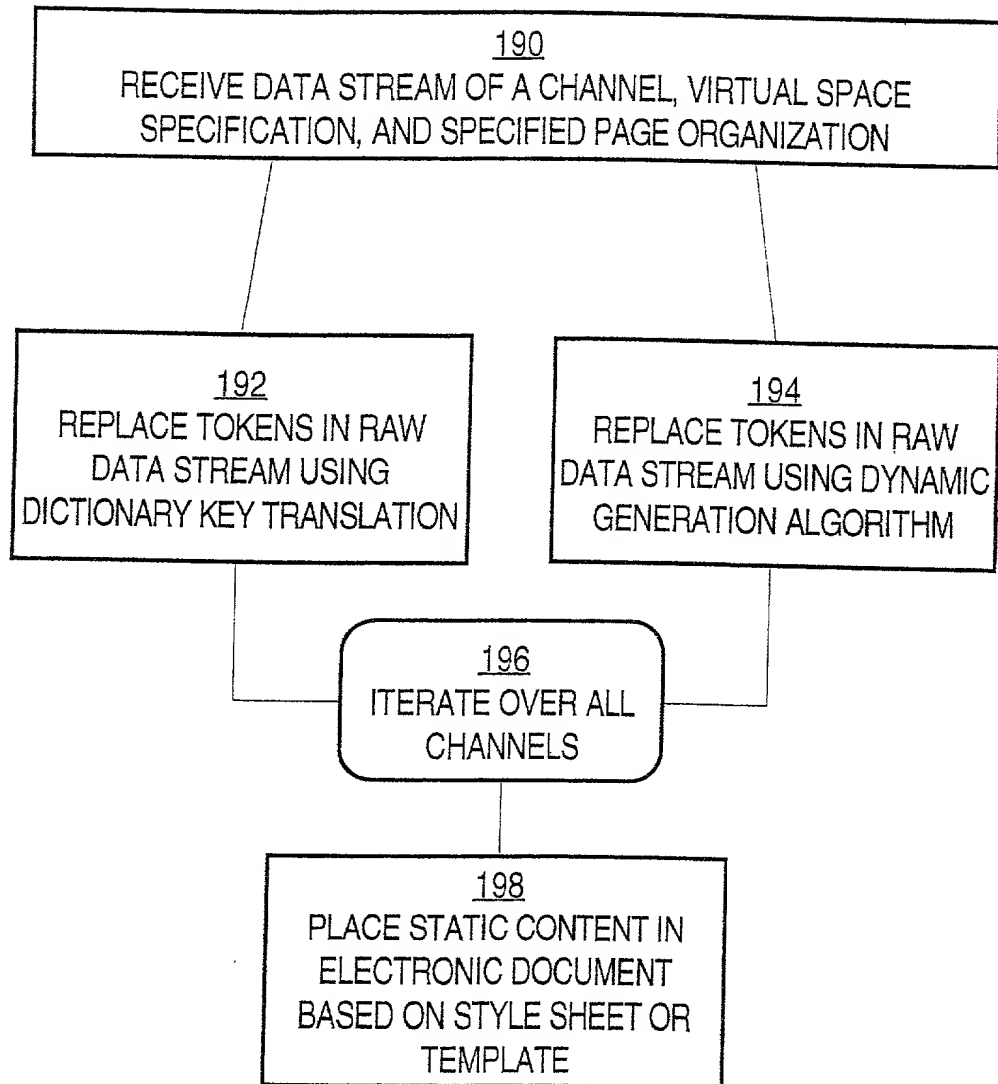 190
RECEIVE DATA STREAM OF A CHANNEL, VIRTUAL SPACE
SPECIFICATION, AND SPECIFIED PAGE ORGANIZATION
192
REPLACE TOKENS IN RAW
DATA STREAM USING
DICTIONARY KEY TRANSLATION
194
REPLACE TOKENS IN RAW
DATA STREAM USING DYNAMIC
GENERATION ALGORITHM
196
ITERATE OVER ALL
CHANNELS
198
PLACE STATIC CONTENT IN
ELECTRONIC DOCUMENT
BASED ON STYLE SHEET OR
TEMPLATE